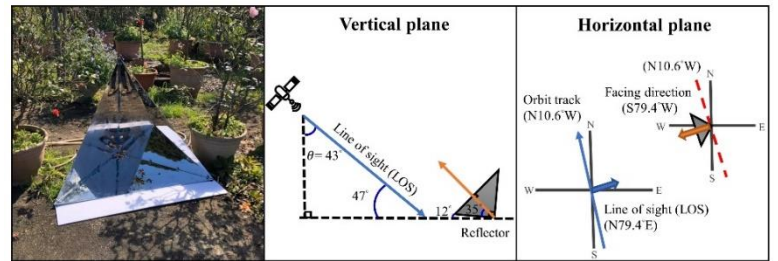 Vertical plane
θ= 43°
Line of sight (LOS)
47°
12°
35°
Reflector
Horizontal plane
(N10.6°W)
Orbit track
(N10.6°W)
Facing direction
(S79.4°W)
N
W
E
S
N
W
E
S
Line of sight (LOS)
(N79.4°E)